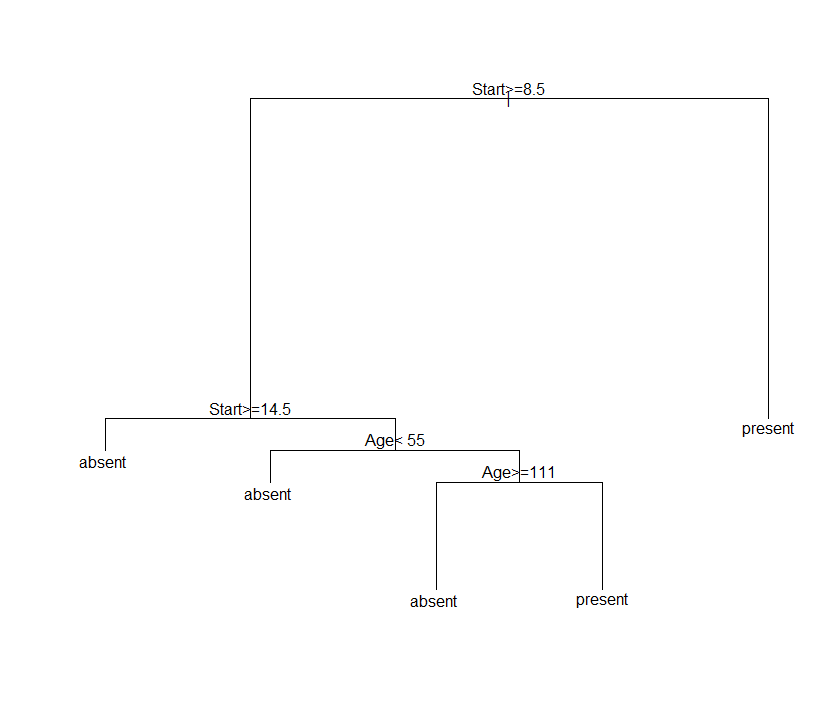 Start>=8.5
Start>=14.5
present
Age< 55
absent
Age>=111
absent
absent
present